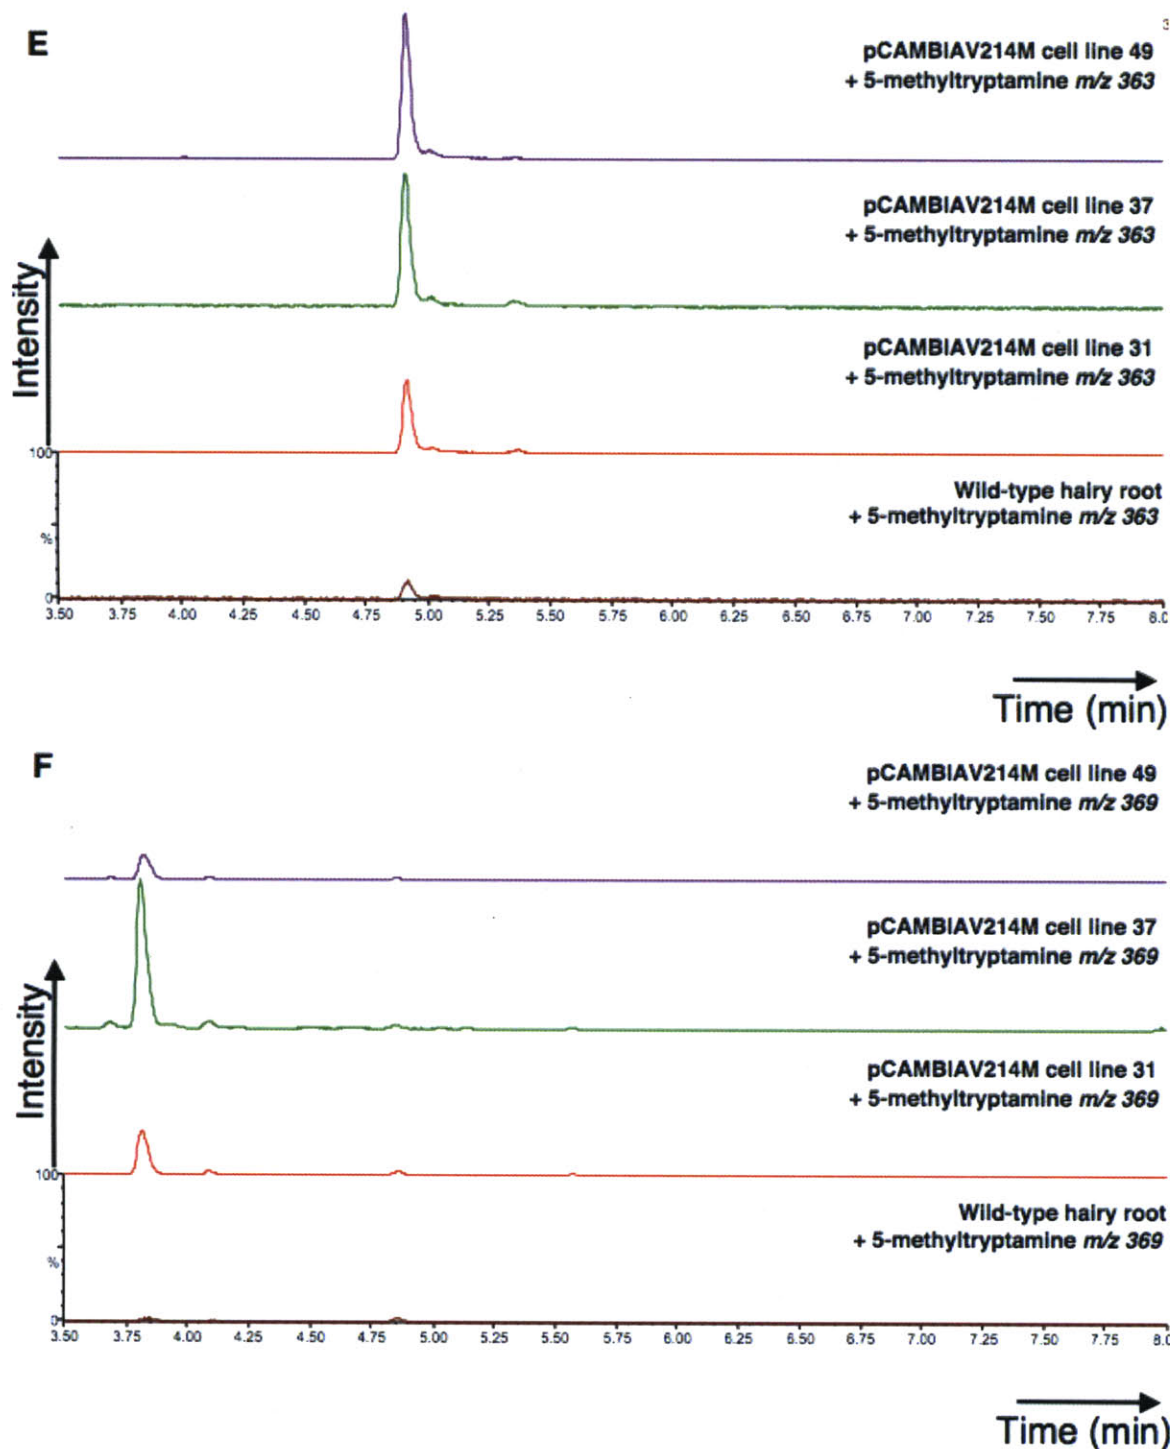 E
pCAMBIAV214M cell line 49
+ 5-methyltryptamine m/z 363
pCAMBIAV214M cell line 37
+ 5-methyltryptamine m/z 363
pCAMBIAV214M cell line 31
+ 5-methyltryptamine m/z 363
Intensity
Wild-type hairy root
+ 5-methyltryptamine m/z 363
100
%
0
3.50 3.75 4.00 4.25 4.50 4.75 5.00 5.25 5.50 5.75 6.00 6.25 6.50 6.75 7.00 7.25 7.50 7.75
Time (min)
F
pCAMBIAV214M cell line 49
+ 5-methyltryptamine m/z 369
pCAMBIAV214M cell line 37
+ 5-methyltryptamine m/z 369
pCAMBIAV214M cell line 31
+ 5-methyltryptamine m/z 369
Intensity
Wild-type hairy root
+ 5-methyltryptamine m/z 369
100
%
0
3.50 3.75 4.00 4.25 4.50 4.75 5.00 5.25 5.50 5.75 6.00 6.25 6.50 6.75 7.00 7.25 7.50 7.75
Time (min)